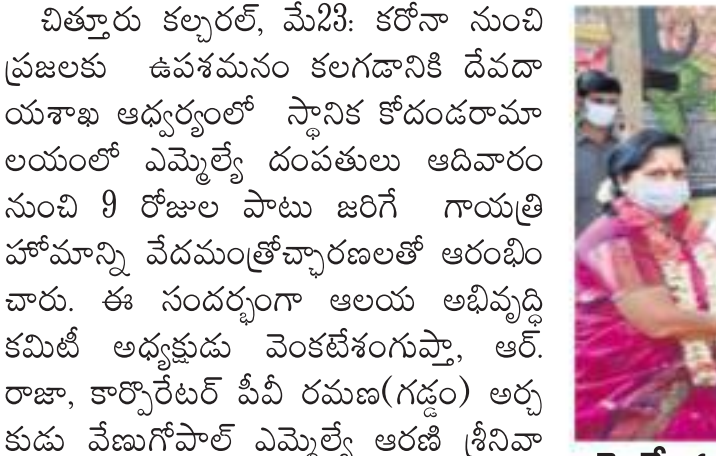 చిత్తూరు కల్చరల్, మే23: కరోనా నుంచి
ప్రజలకు ఉపశమనం కలగడానికి దేవదా
యశాఖ ఆధ్వర్యంలో స్థానిక కోదండరామా
లయంలో ఎమ్మెల్యే దంపతులు ఆదివారం
నుంచి 9 రోజుల పాటు జరిగే గాయత్రి
హోమాన్ని వేదమంత్రోచ్ఛారణలతో ఆరంభిం
చారు. ఈ సందర్భంగా ఆలయ అభివృద్ధి
కమిటీ అధ్యక్షుడు వెంకటేశంగుప్తా, ఆర్.
రాజా, కార్పొరేటర్ పీవీ రమణ(గడ్డం) అర్చ
కుడు వేణుగోపాల్ ఎమ్మెల్యే ఆరణి శ్రీనివా